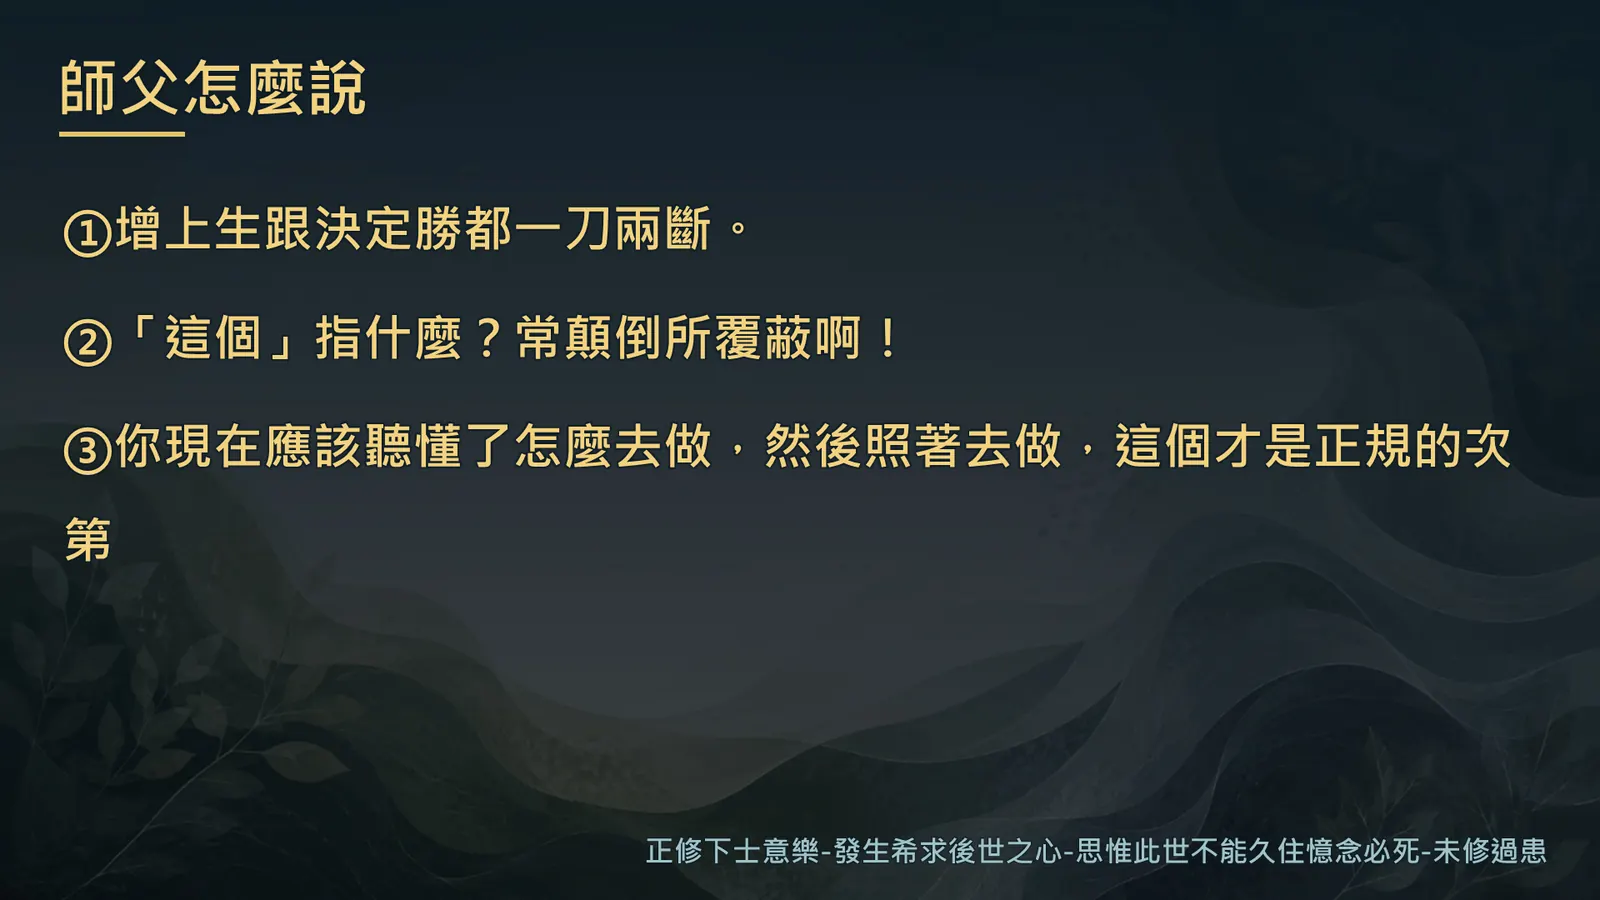 師父怎麼說
①增上生跟決定勝都一刀兩斷。
②「這個」指什麼？常顛倒所覆蔽啊！
③你現在應該聽懂了怎麼去做，然後照著去做，這個才是正規的次
第
正修下士意樂-發生希求後世之心-思惟此世不能久住憶念必死-未修過患